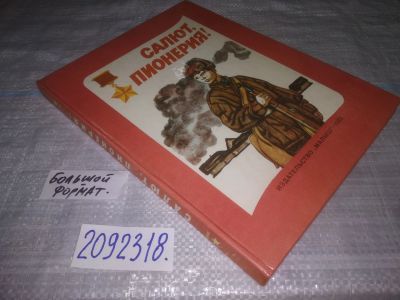 САЛЮТ,
ПИОНЕРИЯ!
ИЗДАТЕЛЬСТВО "МАЛЫШ"
БОЛЬШОЙ
ФОРМАТ.
2092318.